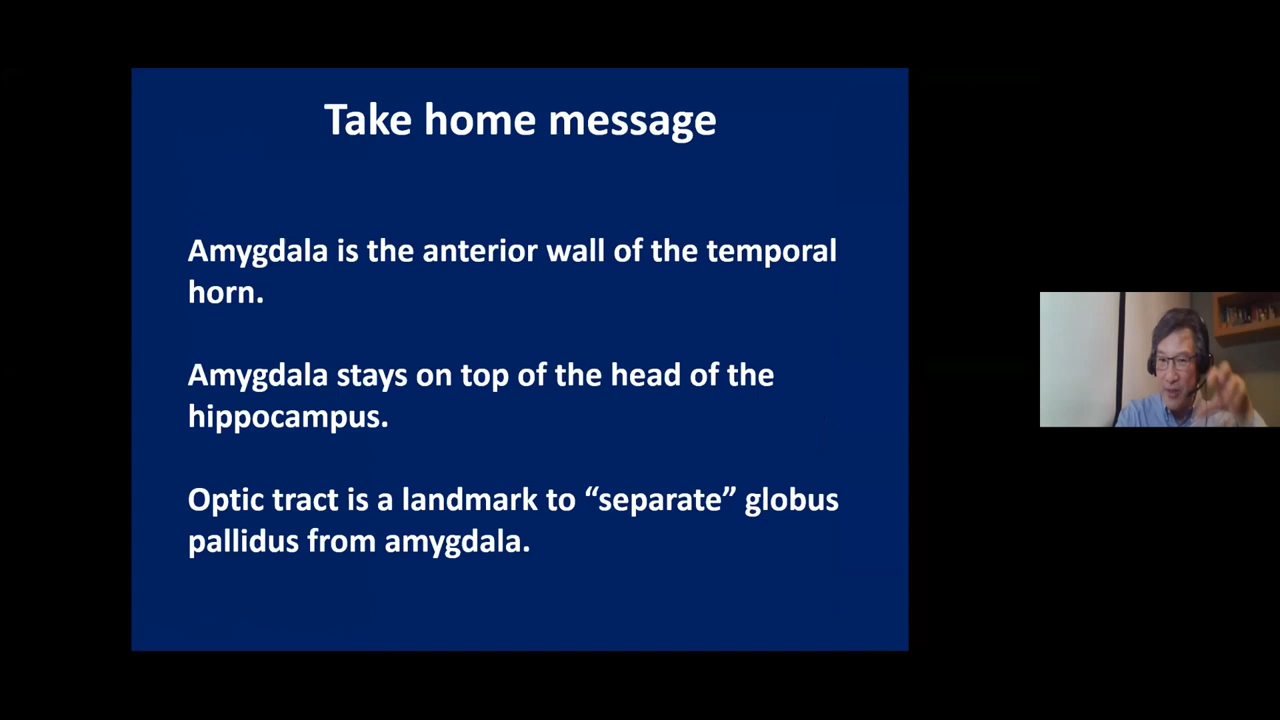 Take home message
Amygdala is the anterior wall of the temporal
horn.
Amygdala stays on top of the head of the
hippocampus.
Optic tract is a landmark to “separate” globus
pallidus from amygdala.